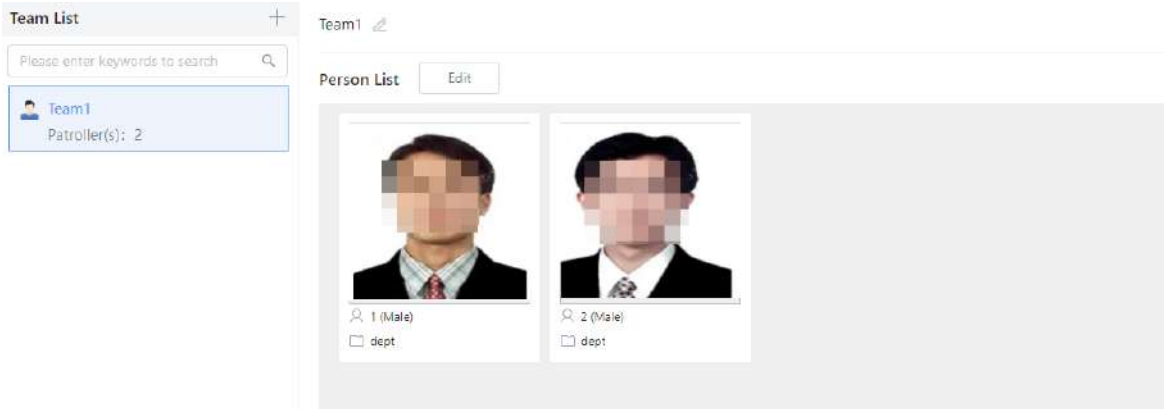 Team List
Please enter keywords to search
Team1
Patroller(s): 2
Team1
Person List
Edit
1 (Male)
dept
2 (Male)
dept